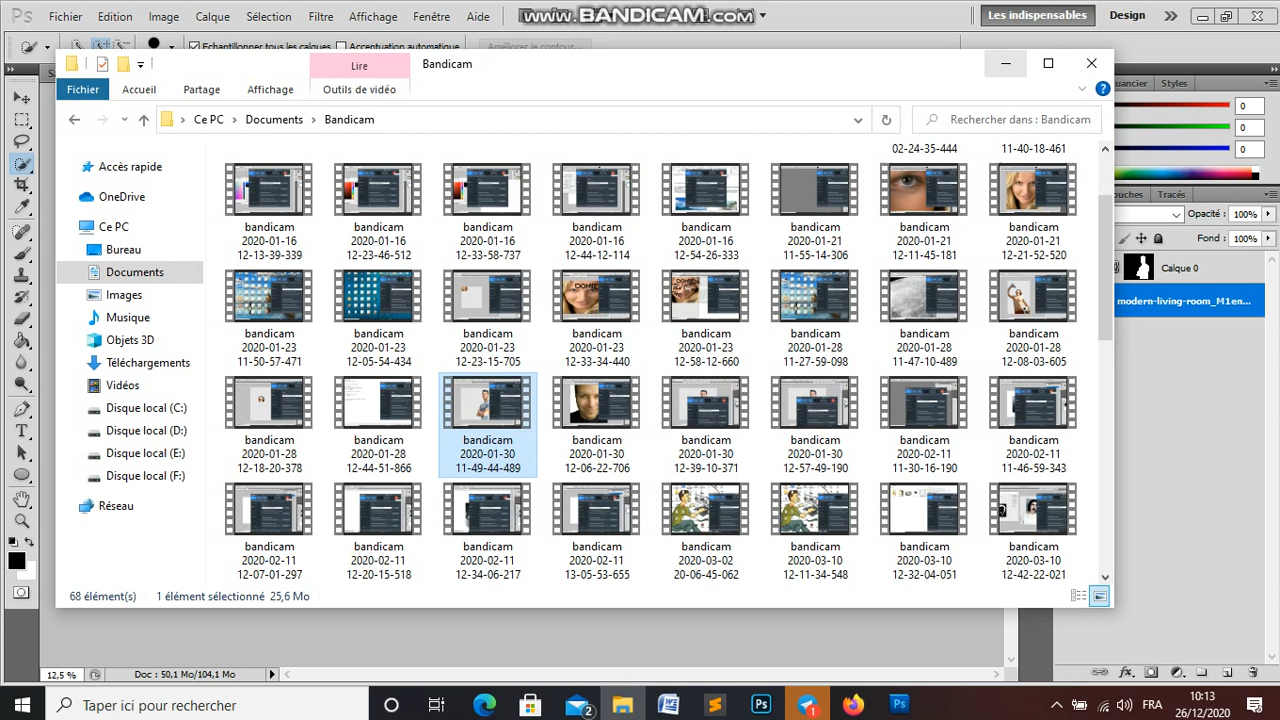 Ps Fichier Edition Image Calque Sélection Filtre Affichage Fenêtre Aide
www.BANDICAM.com
Les indispensables Design
Échantillonner tous les calques Accentuation automatique Améliorer le contour...
Lire Bandicam
Fichier Accueil Partage Affichage Outils de vidéo
Ce PC Documents Bandicam
Rechercher dans : Bandicam
Accès rapide
OneDrive
Ce PC
Bureau
Documents
Images
Musique
Objets 3D
Téléchargements
Vidéos
Disque local (C:)
Disque local (D:)
Disque local (E:)
Disque local (F:)
Réseau
02-24-35-444 11-40-18-461
bandicam bandicam bandicam bandicam bandicam bandicam bandicam bandicam
2020-01-16 2020-01-16 2020-01-16 2020-01-16 2020-01-16 2020-01-21 2020-01-21 2020-01-21
12-13-39-339 12-23-46-512 12-33-58-737 12-44-12-114 12-54-26-333 11-55-14-306 12-11-45-181 12-21-52-520
bandicam bandicam bandicam bandicam bandicam bandicam bandicam bandicam
2020-01-23 2020-01-23 2020-01-23 2020-01-23 2020-01-23 2020-01-28 2020-01-28 2020-01-28
11-50-57-471 12-05-54-434 12-23-15-705 12-33-34-440 12-58-12-660 11-27-59-098 11-47-10-489 12-08-03-605
bandicam bandicam bandicam bandicam bandicam bandicam bandicam bandicam
2020-01-28 2020-01-28 2020-01-30 2020-01-30 2020-01-30 2020-01-30 2020-02-11 2020-02-11
12-18-20-378 12-44-51-866 11-49-44-489 12-06-22-706 12-39-10-371 12-57-49-190 11-30-16-190 11-46-59-343
bandicam bandicam bandicam bandicam bandicam bandicam bandicam bandicam
2020-02-11 2020-02-11 2020-02-11 2020-02-11 2020-03-02 2020-03-10 2020-03-10 2020-03-10
12-07-01-297 12-20-15-518 12-34-06-217 13-05-53-655 20-06-45-062 12-11-34-548 12-32-04-051 12-42-22-021
68 élément(s) 1 élément sélectionné 25,6 Mo
uancier Styles
0
0
0
ouches Tracés
Opacité : 100%
Fond : 100%
Calque 0
modern-living-room_M1en...
12,5 % Doc : 50,1 Mo/104,1 Mo
Taper ici pour rechercher
2
1
FRA
10:13
26/12/2020